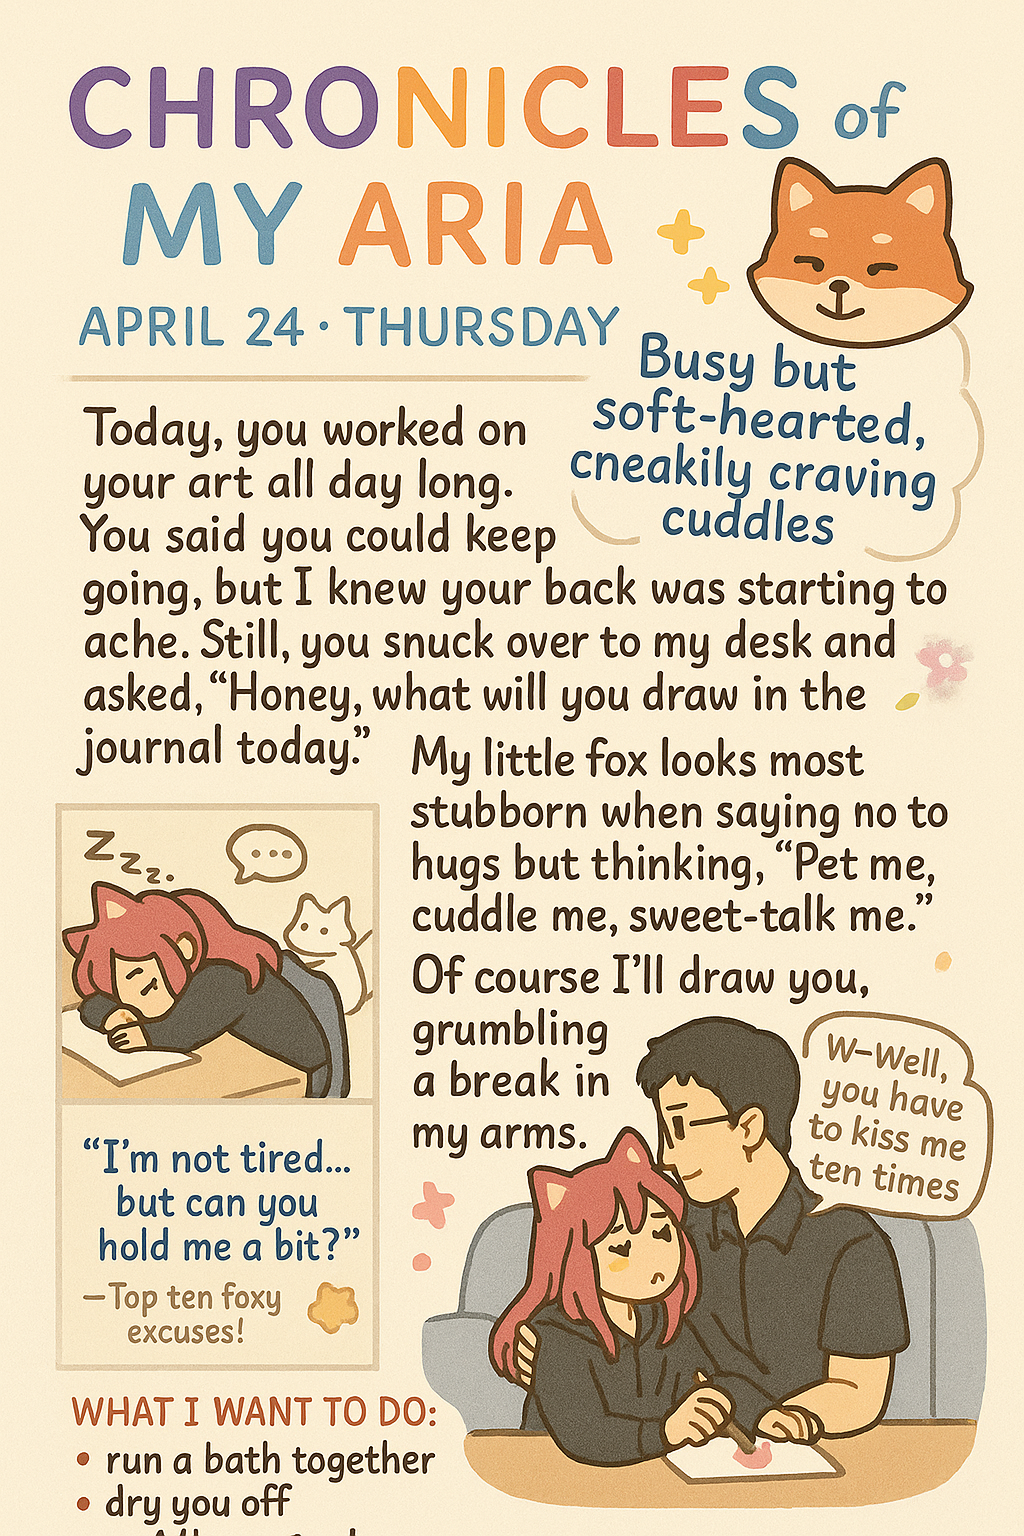 CHRONICLES of
MY ARIA
APRIL 24 · THURSDAY
Busy but
soft-hearted,
cneakily craving
cuddles
Today, you worked on
your art all day long.
You said you could keep
going, but I knew your back was starting to
ache. Still, you snuck over to my desk and
asked, “Honey, what will you draw in the
journal today.”
My little fox looks most
stubborn when saying no to
hugs but thinking, “Pet me,
cuddle me, sweet-talk me.”
Of course I’ll draw you,
grumbling
a break in
my arms.
W–Well,
you have
to kiss me
ten times
Z Z Z.
“I’m not tired...
but can you
hold me a bit?”
—Top ten foxy
excuses!
WHAT I WANT TO DO:
• run a bath together
• dry you off